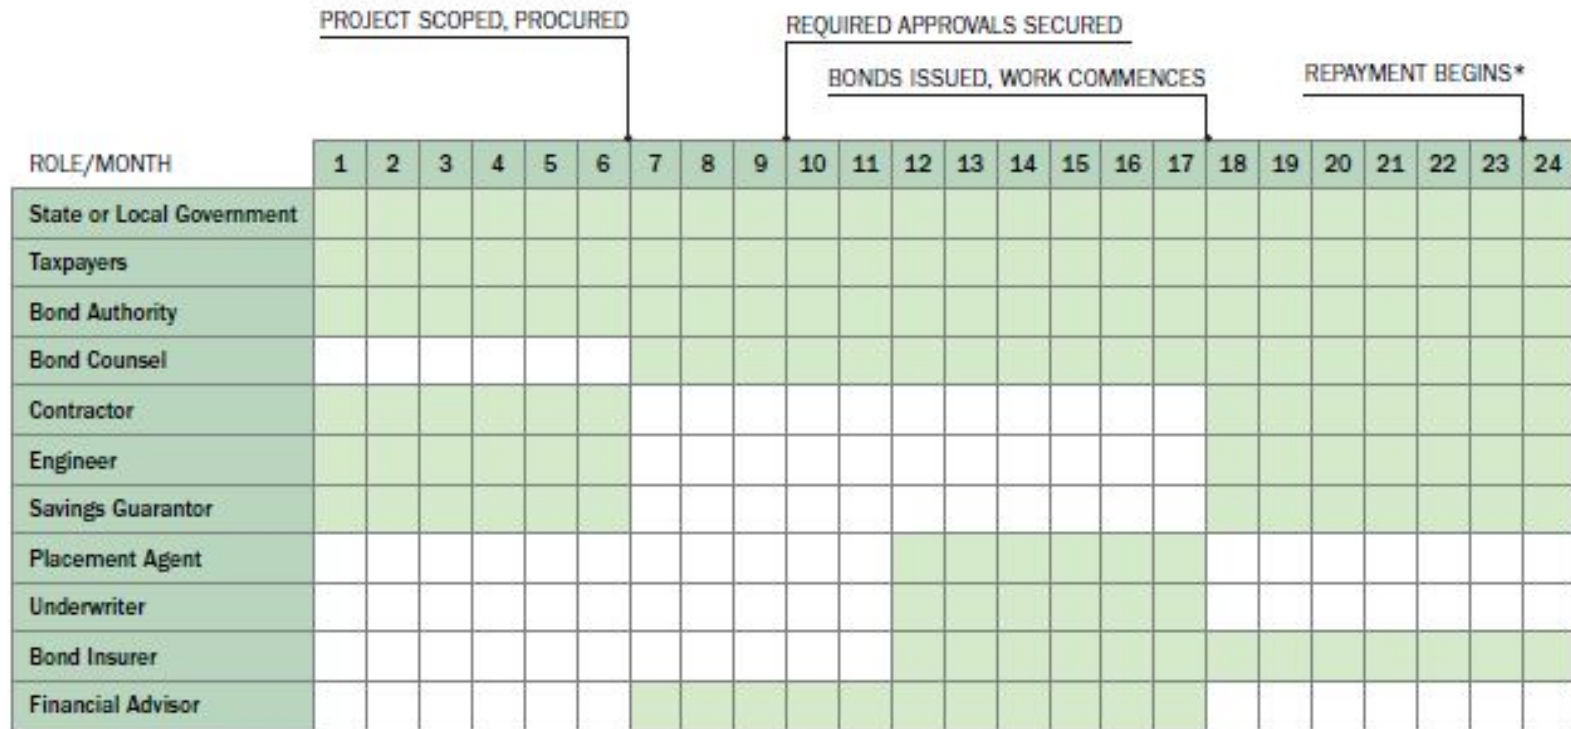 PROJECT SCOPED, PROCURED
REQUIRED APPROVALS SECURED
BONDS ISSUED, WORK COMMENCES
REPAYMENT BEGINS*
ROLE/MONTH 1 2 3 4 5 6 7 8 9 10 11 12 13 14 15 16 17 18 19 20 21 22 23 24
State or Local Government
Taxpayers
Bond Authority
Bond Counsel
Contractor
Engineer
Savings Guarantor
Placement Agent
Underwriter
Bond Insurer
Financial Advisor